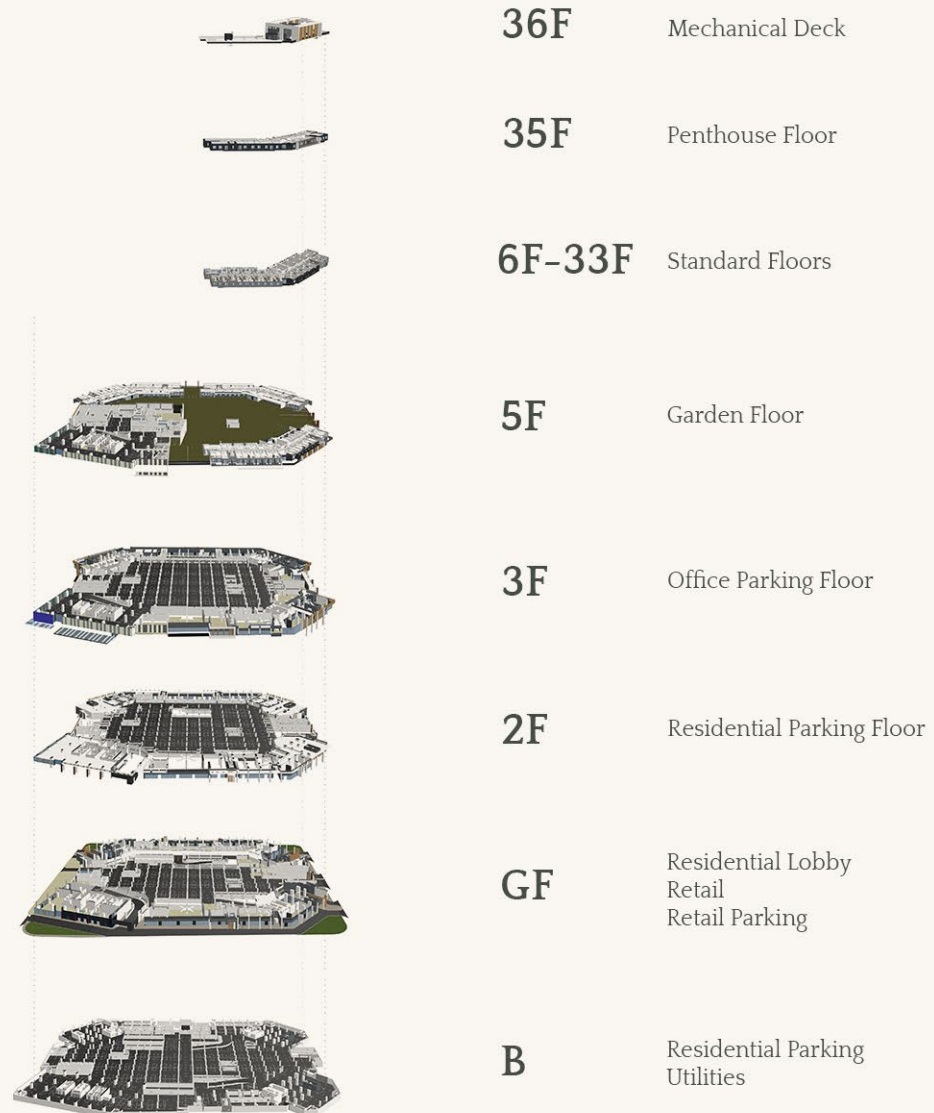 36F Mechanical Deck
35F Penthouse Floor
6F-33F Standard Floors
5F Garden Floor
3F Office Parking Floor
2F Residential Parking Floor
GF Residential Lobby
Retail
Retail Parking
B Residential Parking
Utilities